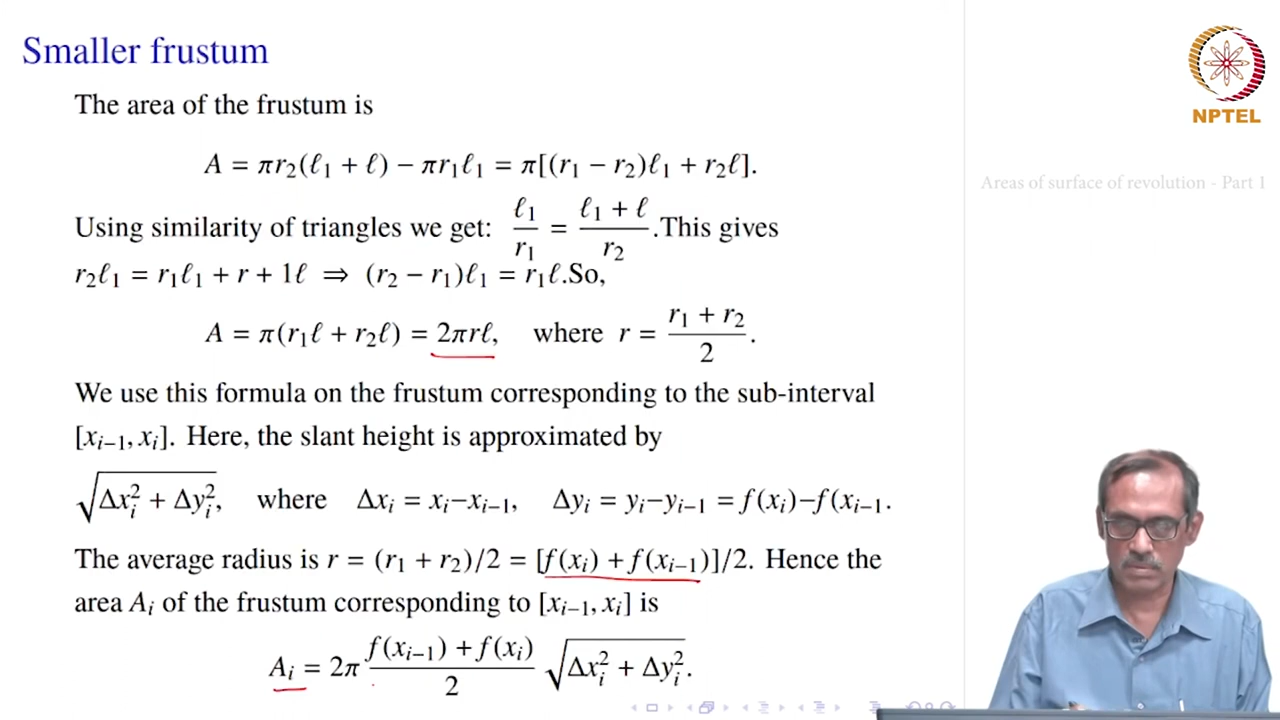 Smaller frustum
The area of the frustum is
A = πr₂(ℓ₁ + ℓ) − πr₁ℓ₁ = π[(r₁ − r₂)ℓ₁ + r₂ℓ].
Using similarity of triangles we get: ℓ₁/r₁ = (ℓ₁ + ℓ)/r₂ .This gives
r₂ℓ₁ = r₁ℓ₁ + r + 1ℓ ⇒ (r₂ − r₁)ℓ₁ = r₁ℓ.So,
A = π(r₁ℓ + r₂ℓ) = 2πrℓ, where r = (r₁ + r₂)/2 .
We use this formula on the frustum corresponding to the sub-interval
[xᵢ₋₁, xᵢ]. Here, the slant height is approximated by
√(Δxᵢ² + Δyᵢ²), where Δxᵢ = xᵢ−xᵢ₋₁, Δyᵢ = yᵢ−yᵢ₋₁ = f(xᵢ)−f(xᵢ₋₁.
The average radius is r = (r₁ + r₂)/2 = [f(xᵢ) + f(xᵢ₋₁)]/2. Hence the
area Aᵢ of the frustum corresponding to [xᵢ₋₁, xᵢ] is
Aᵢ = 2π (f(xᵢ₋₁) + f(xᵢ))/2 √(Δxᵢ² + Δyᵢ²).
NPTEL
Areas of surface of revolution - Part 1